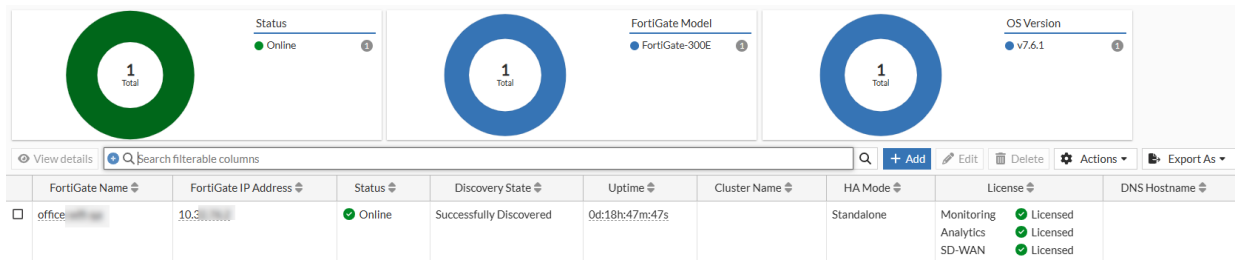 Status
Online 1
1
Total
FortiGate Model
FortiGate-300E 1
1
Total
OS Version
v7.6.1 1
1
Total
View details Search filterable columns + Add Edit Delete Actions Export As
FortiGate Name FortiGate IP Address Status Discovery State Uptime Cluster Name HA Mode License DNS Hostname
office 10.3 Online Successfully Discovered 0d:18h:47m:47s Standalone Monitoring Licensed
Analytics Licensed
SD-WAN Licensed